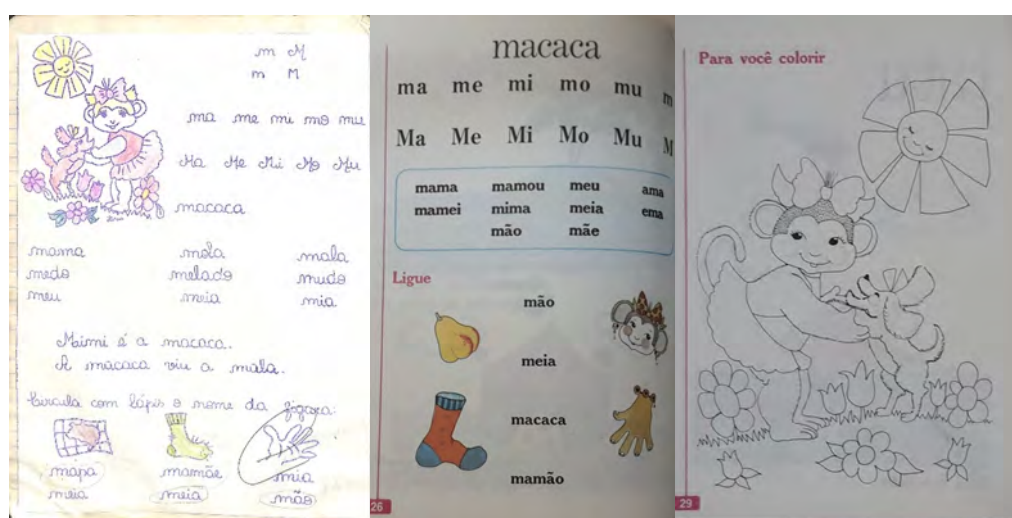 m M
m M
ma me mi mo mu
Ma Me Mi Mo Mu
macaca
mama mola mala
medo melado mudo
meu meia mia
Mimi é a macaca.
A macaca viu a mala.
Circula com lápis o nome da figura:
mapa mamãe mia
meia meia mão
macaca
ma me mi mo mu m
Ma Me Mi Mo Mu M
mama mamou meu ama
mamei mima meia ema
mão mãe
Ligue
mão
meia
macaca
mamão
26
Para você colorir
29